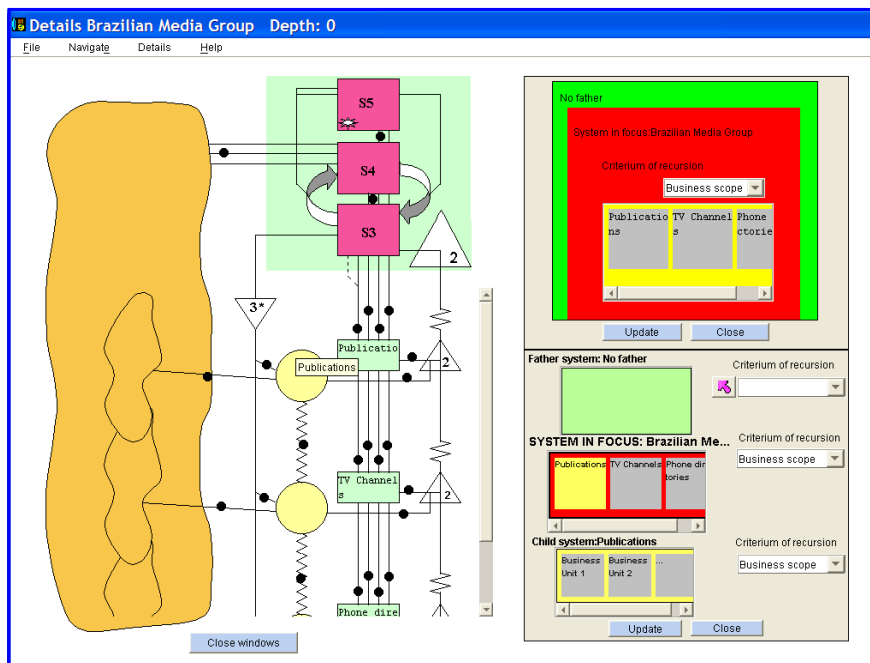 Details Brazilian Media Group Depth: 0
File Navigate Details Help
S5
S4
S3
2
3*
Publicatio
2
Publications
TV Channel
s
2
Phone dire
Close windows
No father
System in focus:Brazilian Media Group
Criterium of recursion
Business scope
Publicatio TV Channel Phone
ns s ctorie
Update Close
Father system: No father
Criterium of recursion
SYSTEM IN FOCUS: Brazilian Me...
Criterium of recursion
Publications TV Channels Phone dir
tories
Business scope
Child system:Publications
Criterium of recursion
Business Business ...
Unit 1 Unit 2
Business scope
Update Close